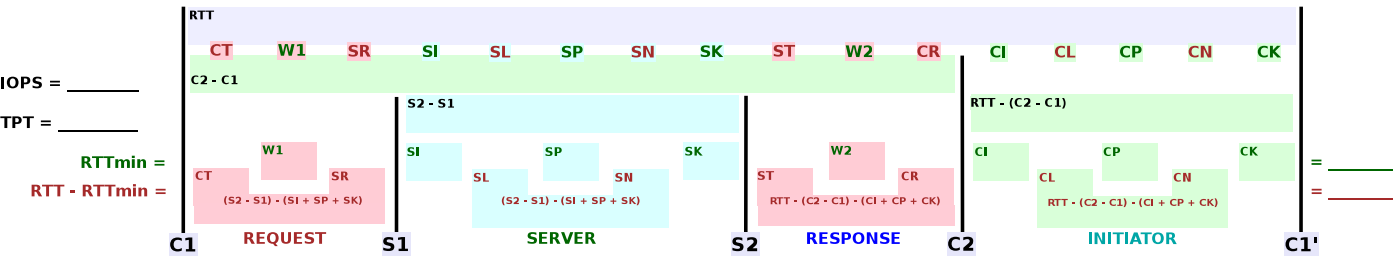 RTT
CT W1 SR SI SL SP SN SK ST W2 CR CI CL CP CN CK
C2 - C1
IOPS = ________
S2 - S1
RTT - (C2 - C1)
TPT = _________
W1 SI SP SK W2 CI CP CK
RTTmin =
= ________
CT SR SL SN ST CR CL CN
RTT - RTTmin =
= ________
(S2 - S1) - (SI + SP + SK)
(S2 - S1) - (SI + SP + SK)
RTT - (C2 - C1) - (CI + CP + CK)
RTT - (C2 - C1) - (CI + CP + CK)
REQUEST SERVER RESPONSE INITIATOR
C1 S1 S2 C2 C1'